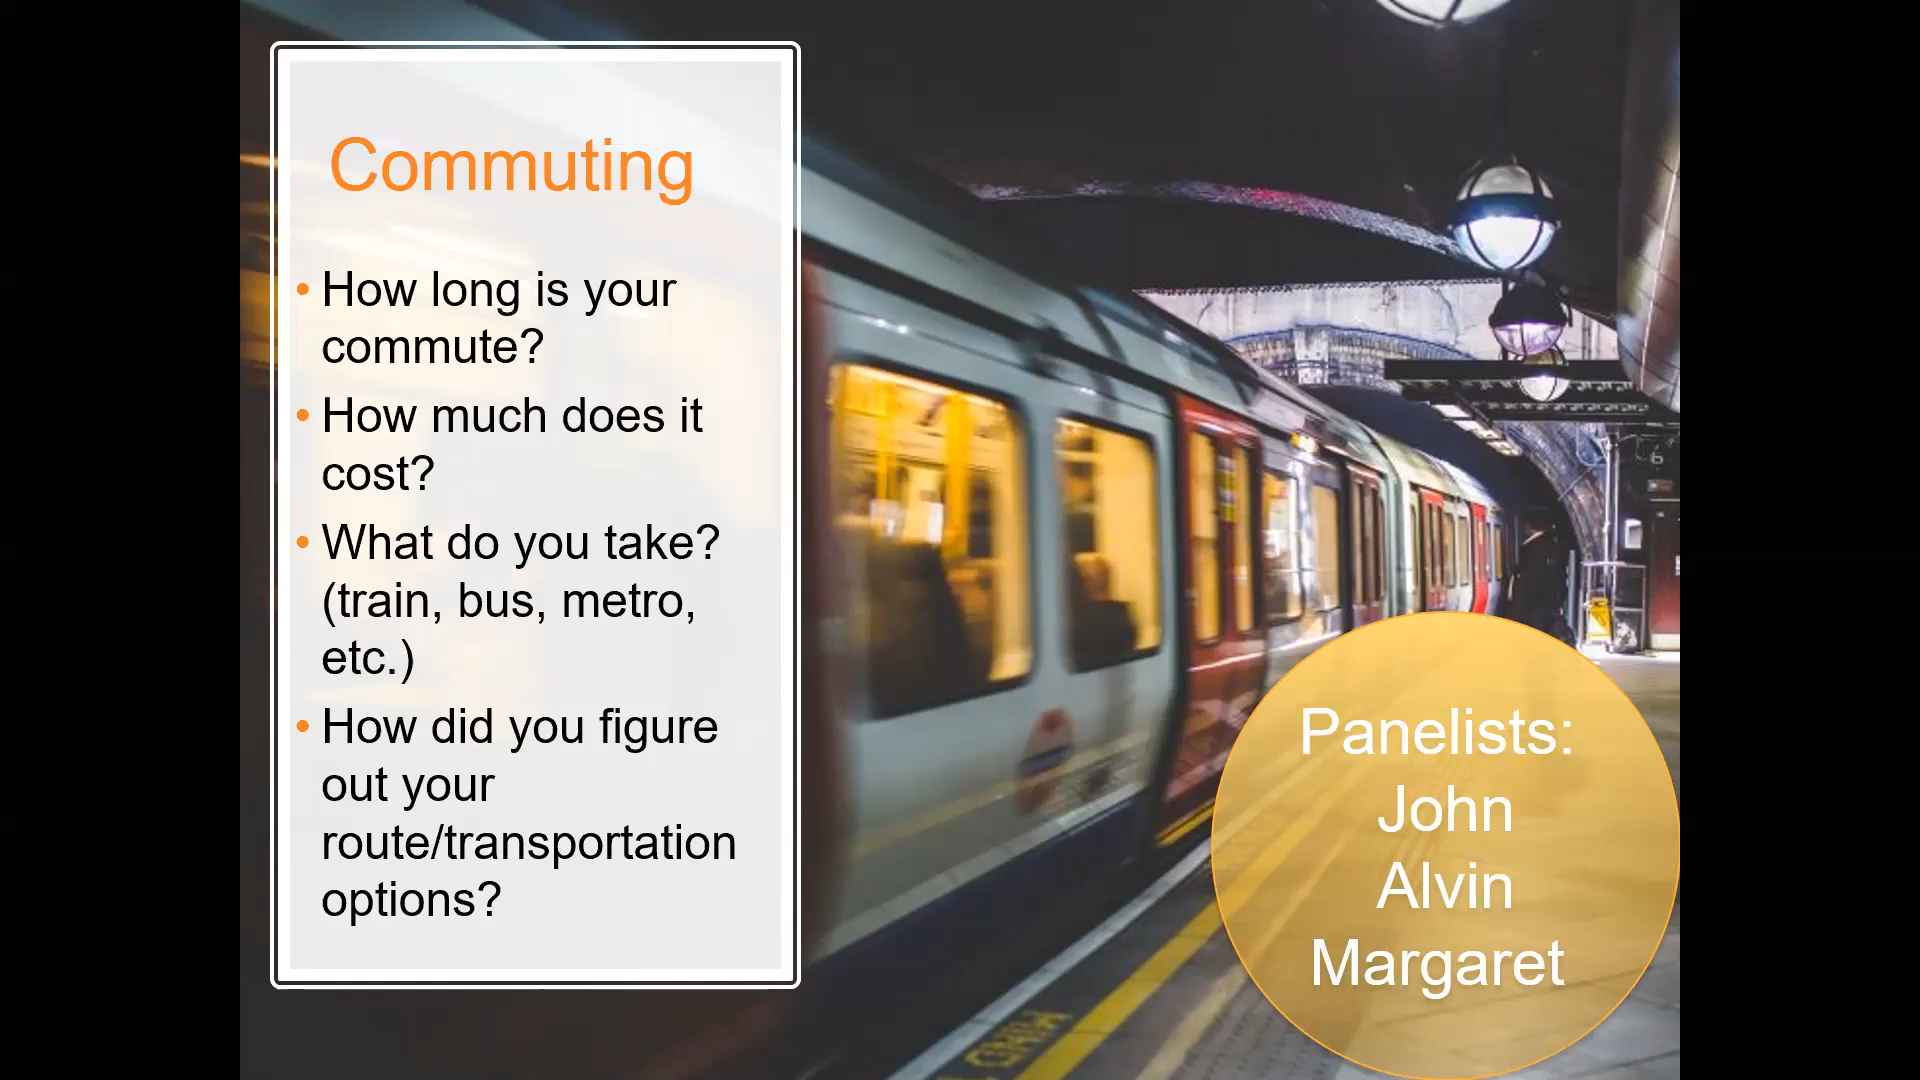 Commuting
• How long is your
commute?
• How much does it
cost?
• What do you take?
(train, bus, metro,
etc.)
• How did you figure
out your
route/transportation
options?
Panelists:
John
Alvin
Margaret
MIND